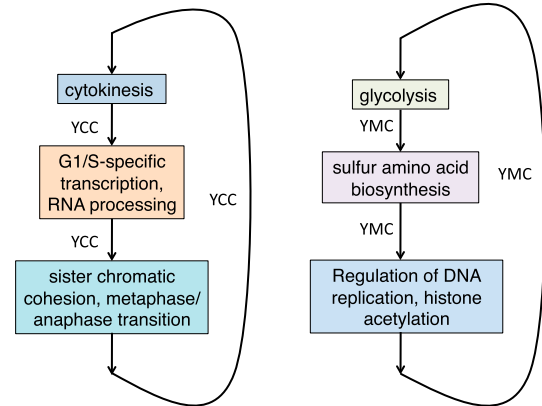 cytokinesis
YCC
G1/S-specific
transcription,
RNA processing
YCC
YCC
sister chromatic
cohesion, metaphase/
anaphase transition
glycolysis
YMC
sulfur amino acid
biosynthesis
YMC
YMC
Regulation of DNA
replication, histone
acetylation